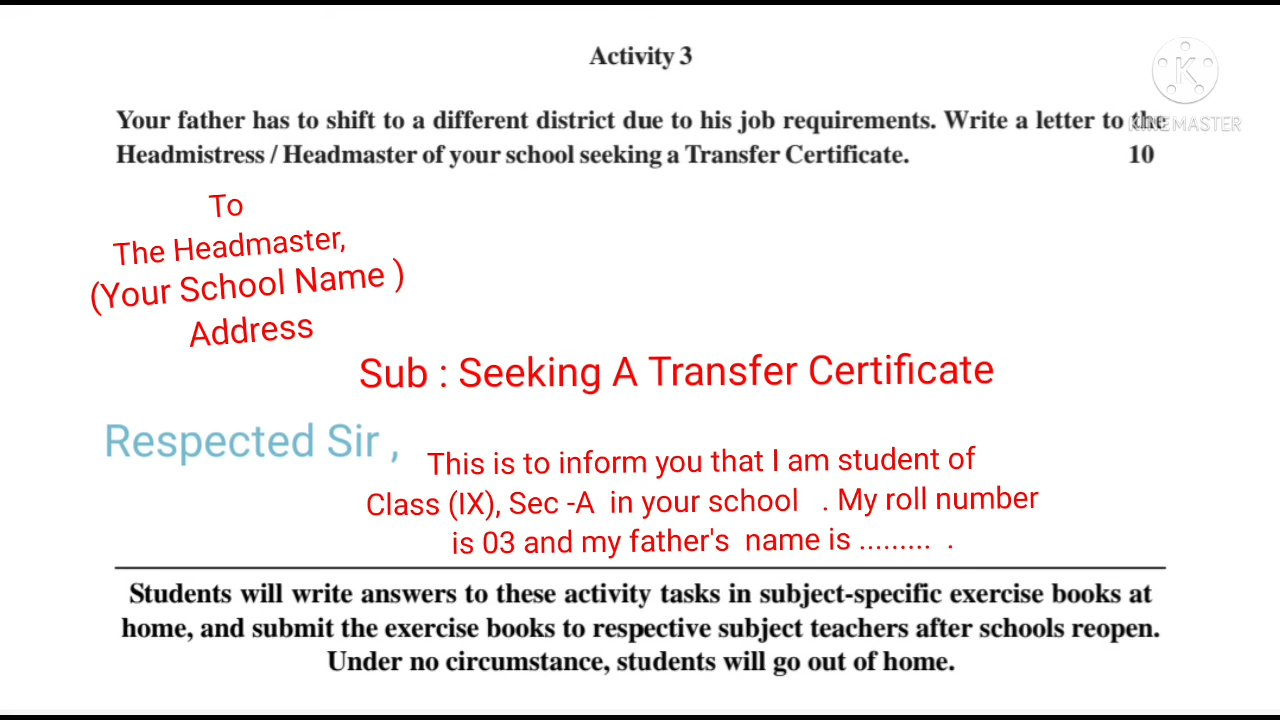 Activity 3
Your father has to shift to a different district due to his job requirements. Write a letter to the
Headmistress / Headmaster of your school seeking a Transfer Certificate. 10
KINEMASTER
To
The Headmaster,
(Your School Name )
Address
Sub : Seeking A Transfer Certificate
Respected Sir ,
This is to inform you that I am student of
Class (IX), Sec -A in your school . My roll number
is 03 and my father's name is ......... .
Students will write answers to these activity tasks in subject-specific exercise books at
home, and submit the exercise books to respective subject teachers after schools reopen.
Under no circumstance, students will go out of home.